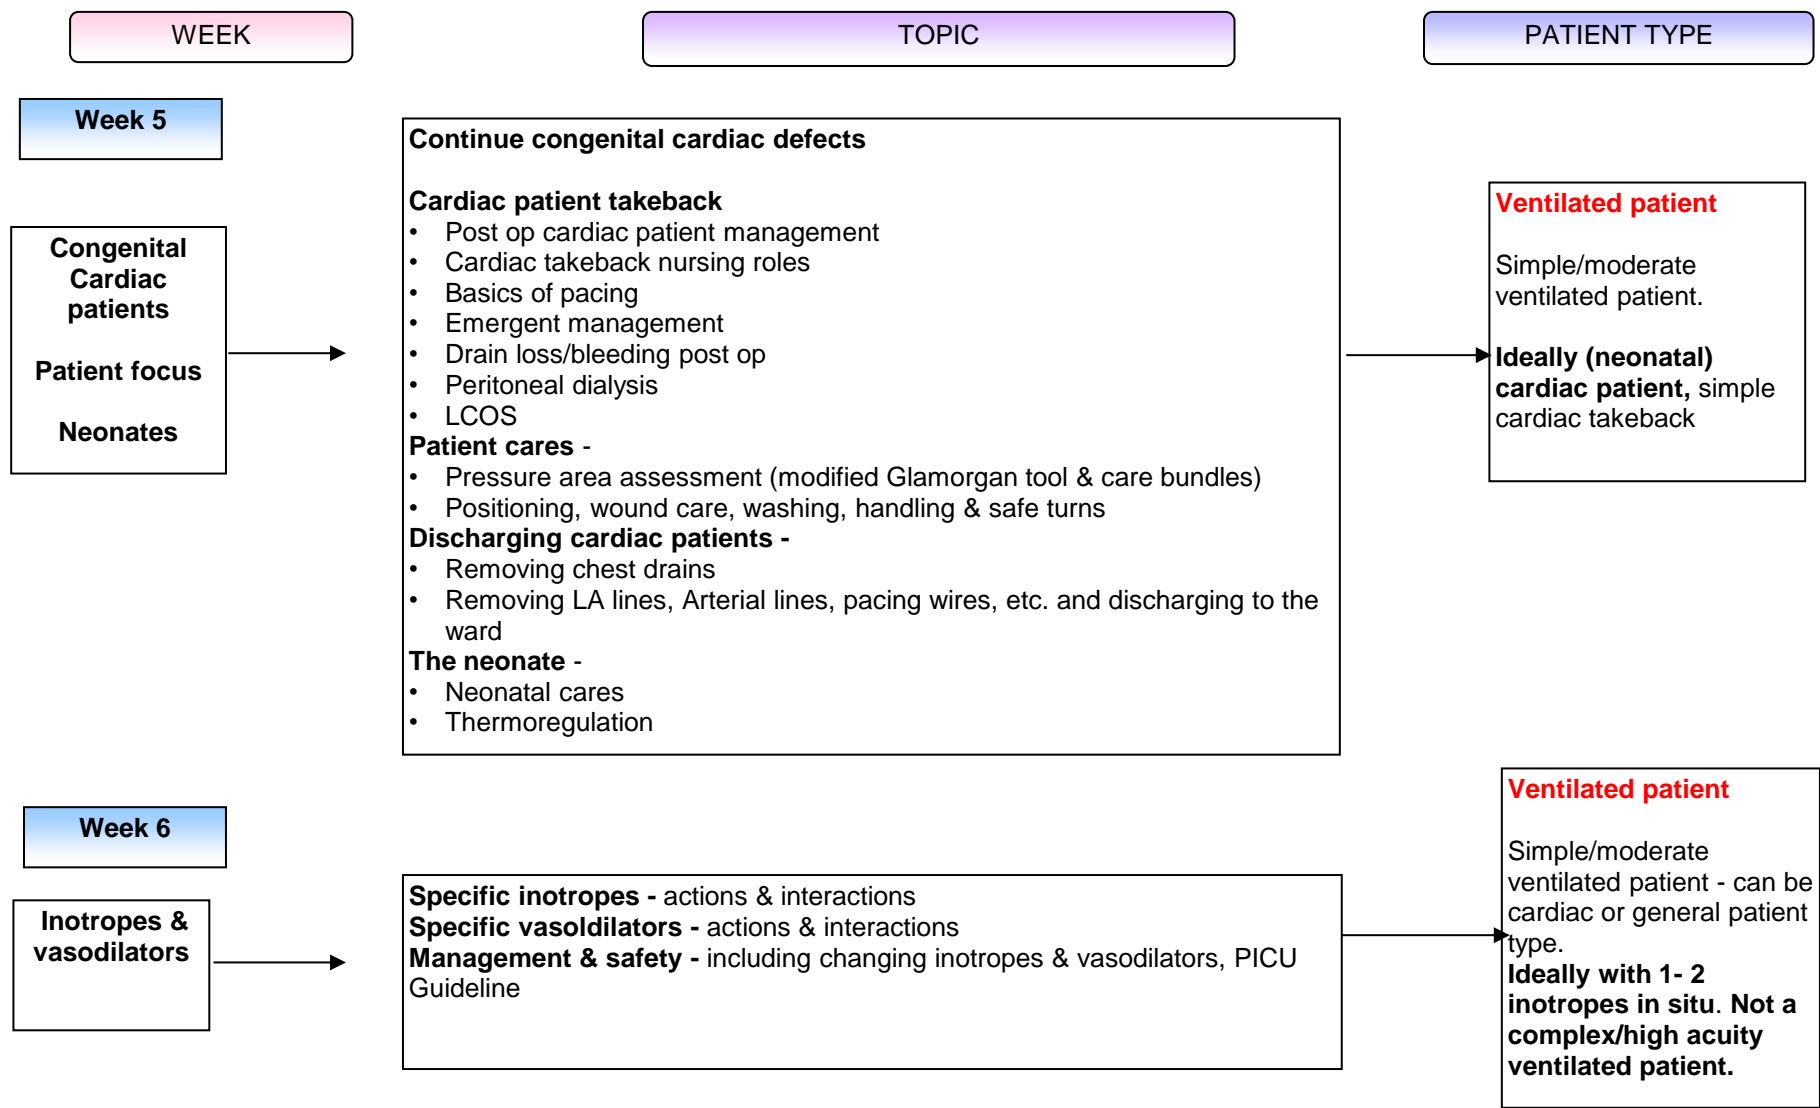 WEEK
TOPIC
PATIENT TYPE
Week 5
Congenital
Cardiac
patients
Patient focus
Neonates
Continue congenital cardiac defects
Cardiac patient takeback
• Post op cardiac patient management
• Cardiac takeback nursing roles
• Basics of pacing
• Emergent management
• Drain loss/bleeding post op
• Peritoneal dialysis
• LCOS
Patient cares -
• Pressure area assessment (modified Glamorgan tool & care bundles)
• Positioning, wound care, washing, handling & safe turns
Discharging cardiac patients -
• Removing chest drains
• Removing LA lines, Arterial lines, pacing wires, etc. and discharging to the
ward
The neonate -
• Neonatal cares
• Thermoregulation
Ventilated patient
Simple/moderate
ventilated patient.
Ideally (neonatal)
cardiac patient, simple
cardiac takeback
Week 6
Inotropes &
vasodilators
Specific inotropes - actions & interactions
Specific vasoldilators - actions & interactions
Management & safety - including changing inotropes & vasodilators, PICU
Guideline
Ventilated patient
Simple/moderate
ventilated patient - can be
cardiac or general patient
type.
Ideally with 1- 2
inotropes in situ. Not a
complex/high acuity
ventilated patient.